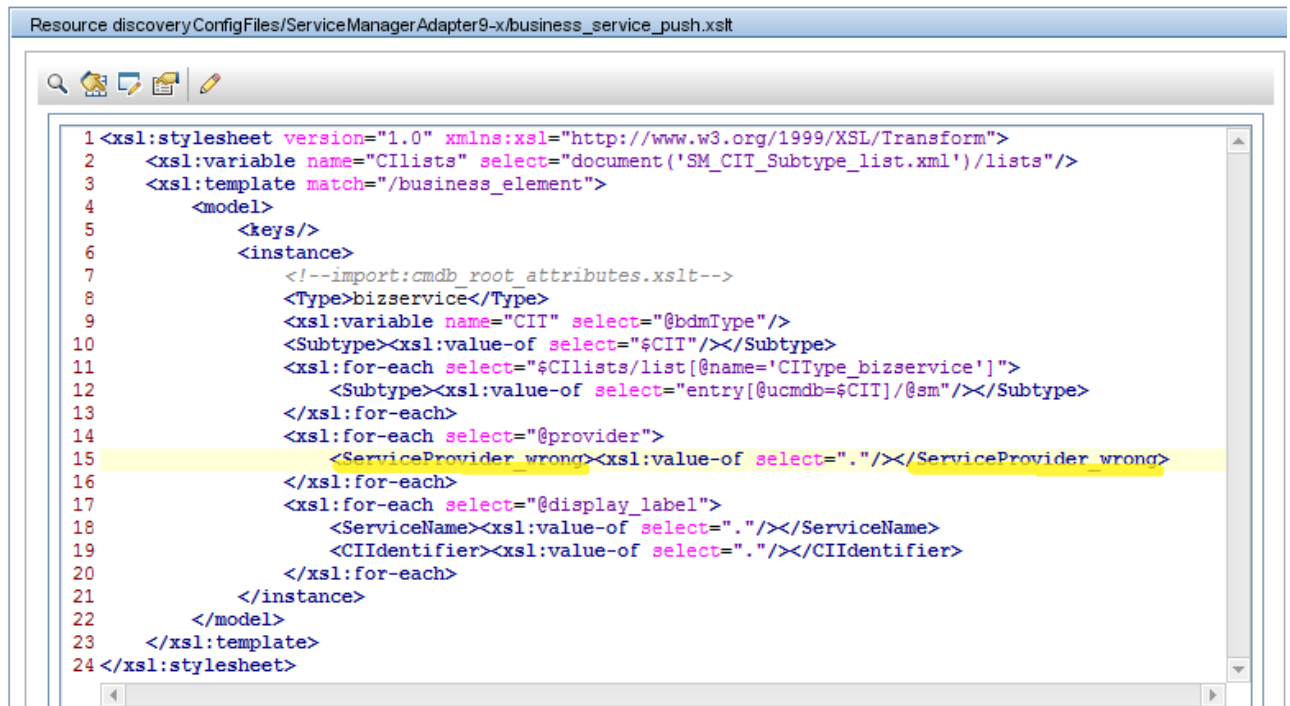 Resource discoveryConfigFiles/ServiceManagerAdapter9-x/business_service_push.xslt
1 <xsl:stylesheet version="1.0" xmlns:xsl="http://www.w3.org/1999/XSL/Transform">
2 <xsl:variable name="CIlists" select="document('SM_CIT_Subtype_list.xml')/lists"/>
3 <xsl:template match="/business_element">
4 <model>
5 <keys/>
6 <instance>
7 <!--import:cmdb_root_attributes.xslt-->
8 <Type>bizservice</Type>
9 <xsl:variable name="CIT" select="@bdmType"/>
10 <Subtype><xsl:value-of select="$CIT"/></Subtype>
11 <xsl:for-each select="$CIlists/list[@name='CIType_bizservice']">
12 <Subtype><xsl:value-of select="entry[@ucmdb=$CIT]/@sm"/></Subtype>
13 </xsl:for-each>
14 <xsl:for-each select="@provider">
15 <ServiceProvider_wrong><xsl:value-of select="."/></ServiceProvider_wrong>
16 </xsl:for-each>
17 <xsl:for-each select="@display_label">
18 <ServiceName><xsl:value-of select="."/></ServiceName>
19 <CIIdentifier><xsl:value-of select="."/></CIIdentifier>
20 </xsl:for-each>
21 </instance>
22 </model>
23 </xsl:template>
24 </xsl:stylesheet>